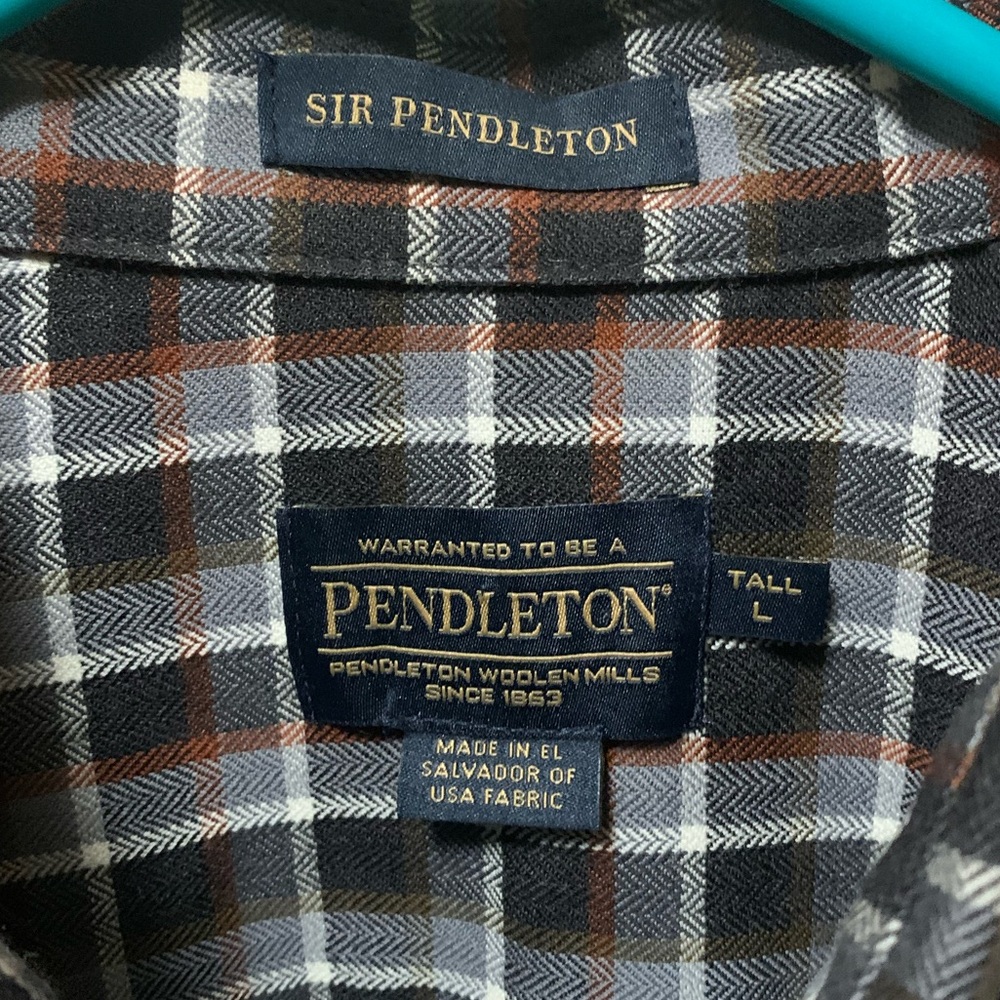 SIR PENDLETON
WARRANTED TO BE A
PENDLETON®
PENDLETON WOOLEN MILLS
SINCE 1863
TALL
L
MADE IN EL
SALVADOR OF
USA FABRIC